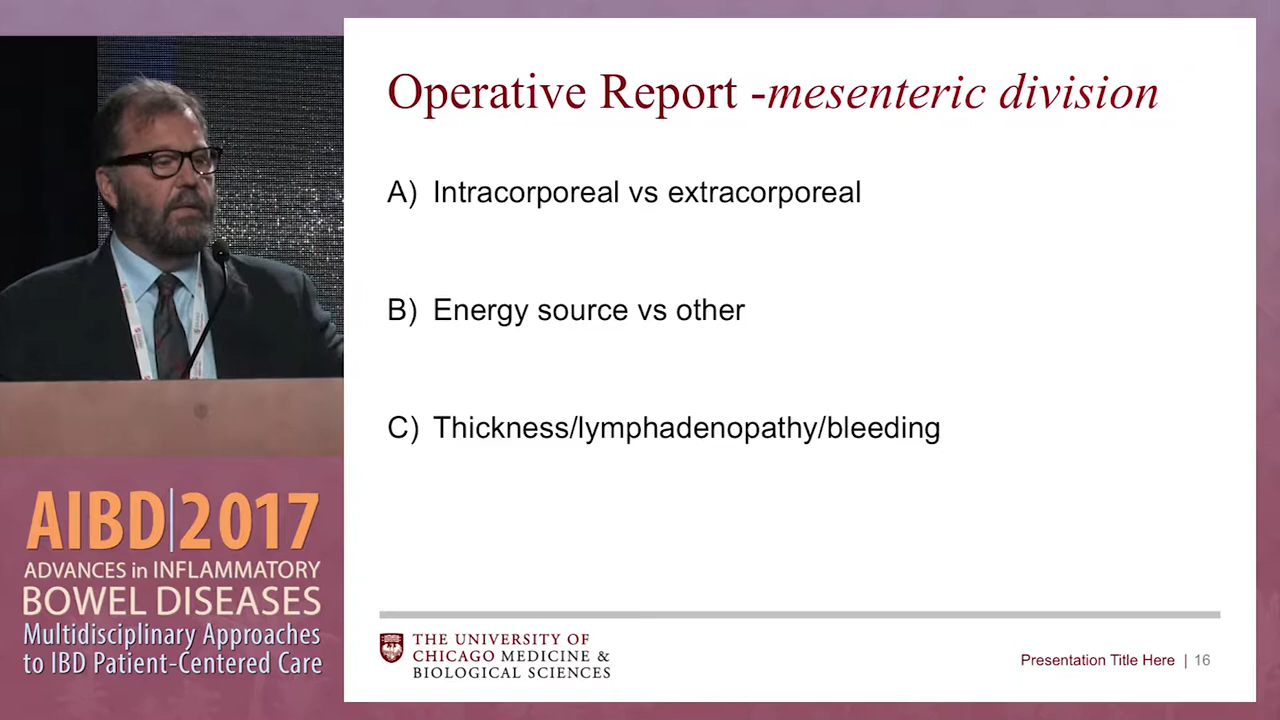 Operative Report -mesenteric division
A) Intracorporeal vs extracorporeal
B) Energy source vs other
C) Thickness/lymphadenopathy/bleeding
AIBD|2017
ADVANCES in INFLAMMATORY
BOWEL DISEASES
Multidisciplinary Approaches
to IBD Patient-Centered Care
THE UNIVERSITY OF
CHICAGO MEDICINE &
BIOLOGICAL SCIENCES
Presentation Title Here | 16